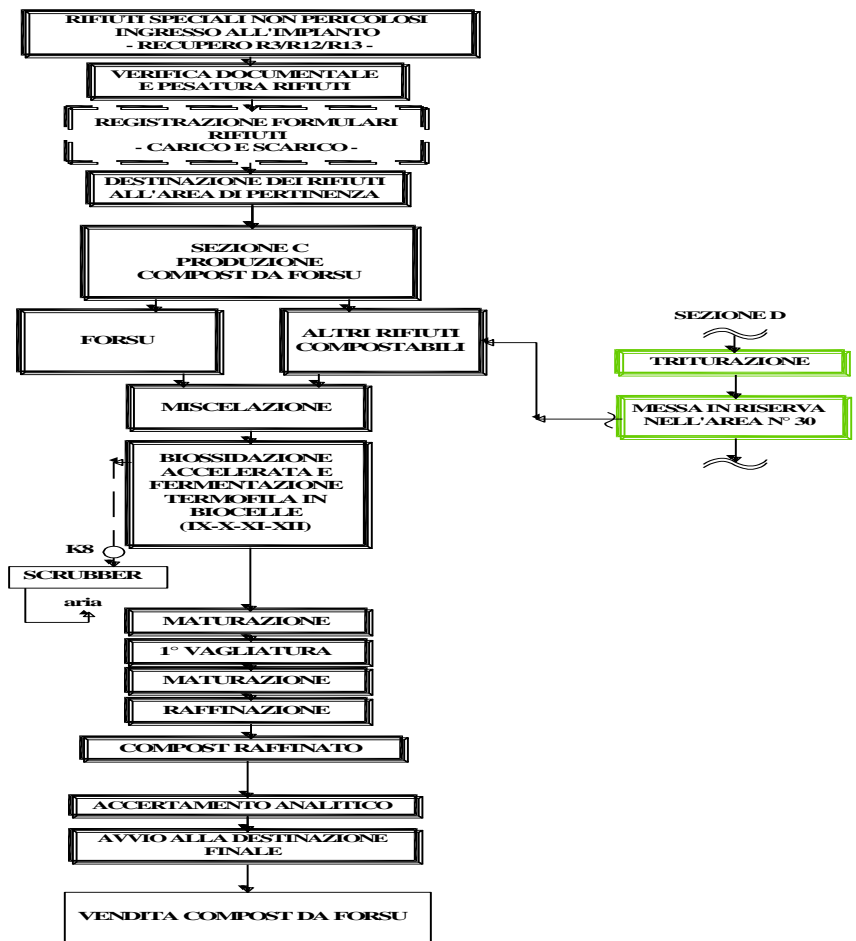 RIFIUTI SPECIALI NON PERICOLOSI
INGRESSO ALL'IMPIANTO
- RECUPERO R3/R12/R13 -
VERIFICA DOCUMENTALE
E PESATURA RIFIUTI
REGISTRAZIONE FORMULARI
RIFIUTI
- CARICO E SCARICO -
DESTINAZIONE DEI RIFIUTI
ALL'AREA DI PERTINENZA
SEZIONE C
PRODUZIONE
COMPOST DA FORSU
FORSU
ALTRI RIFIUTI
COMPOSTABILI
SEZIONE D
TRITURAZIONE
MESSA IN RISERVA
NELL'AREA N° 30
MISCELAZIONE
BIOSSIDAZIONE
ACCELERATA E
FERMENTAZIONE
TERMOFILA IN
BIOCELLE
(IX-X-XI-XII)
K8
SCRUBBER
aria
MATURAZIONE
1° VAGLIATURA
MATURAZIONE
RAFFINAZIONE
COMPOST RAFFINATO
ACCERTAMENTO ANALITICO
AVVIO ALLA DESTINAZIONE
FINALE
VENDITA COMPOST DA FORSU